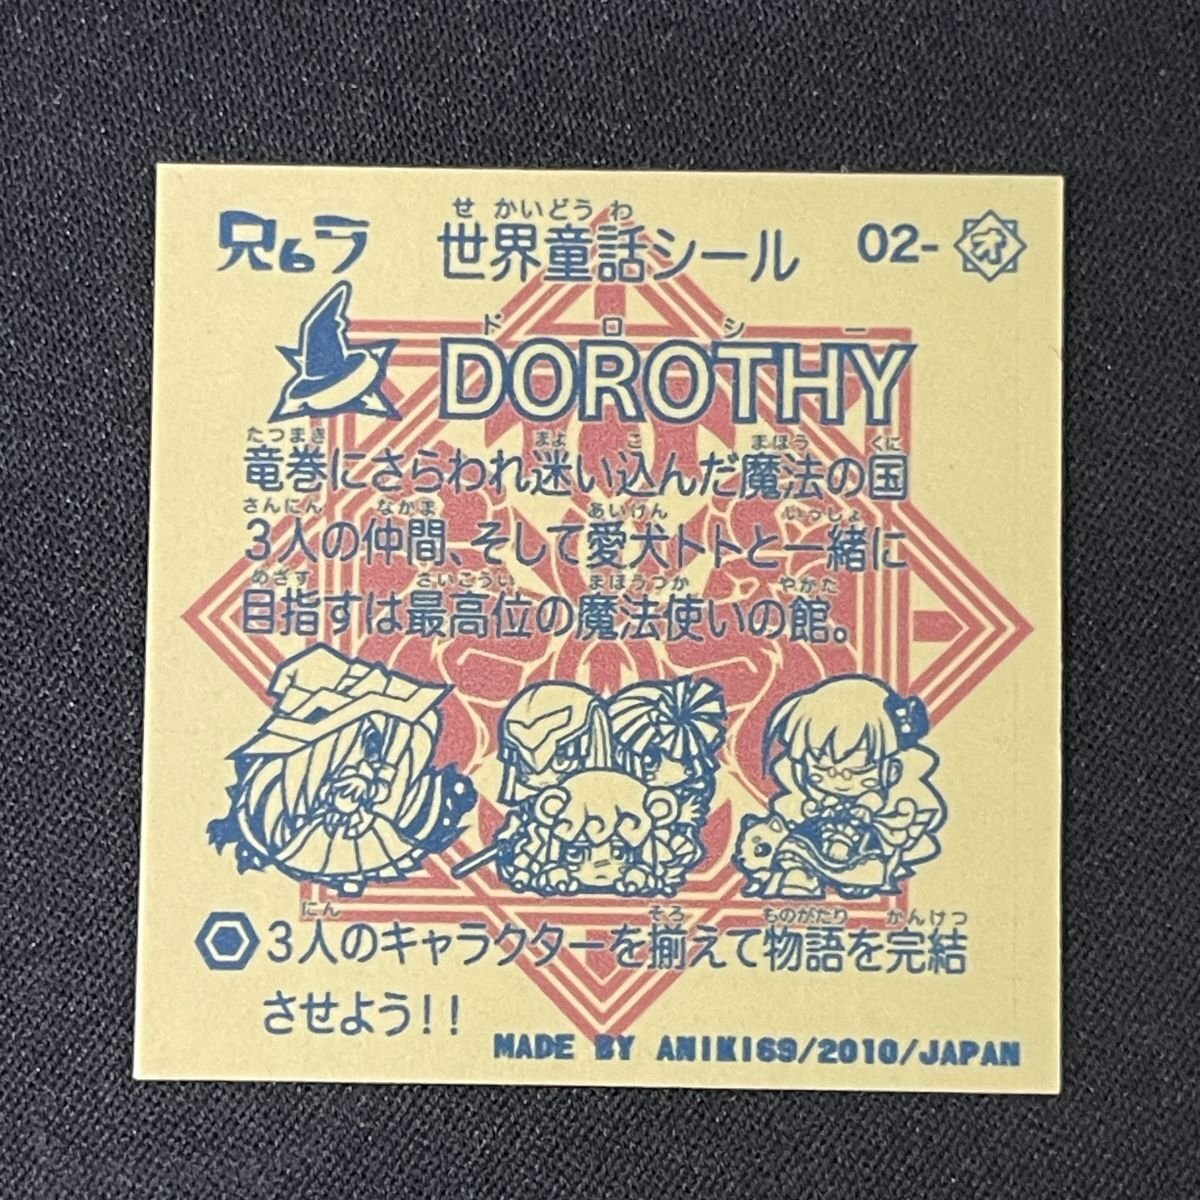 兄貴ラ 世界童話シール 02-オ
せかいどうわ
ドロシー
DOROTHY
たつまき まよ こ まほう くに
竜巻にさらわれ迷い込んだ魔法の国
さんにん なかま あいけん いっしょ
3人の仲間、そして愛犬トトと一緒に
めざす さいこうい まほうつか やかた
目指すは最高位の魔法使いの館。
にん そろ ものがたり かんけつ
3人のキャラクターを揃えて物語を完結
させよう!!
MADE BY ANIKI69/2010/JAPAN